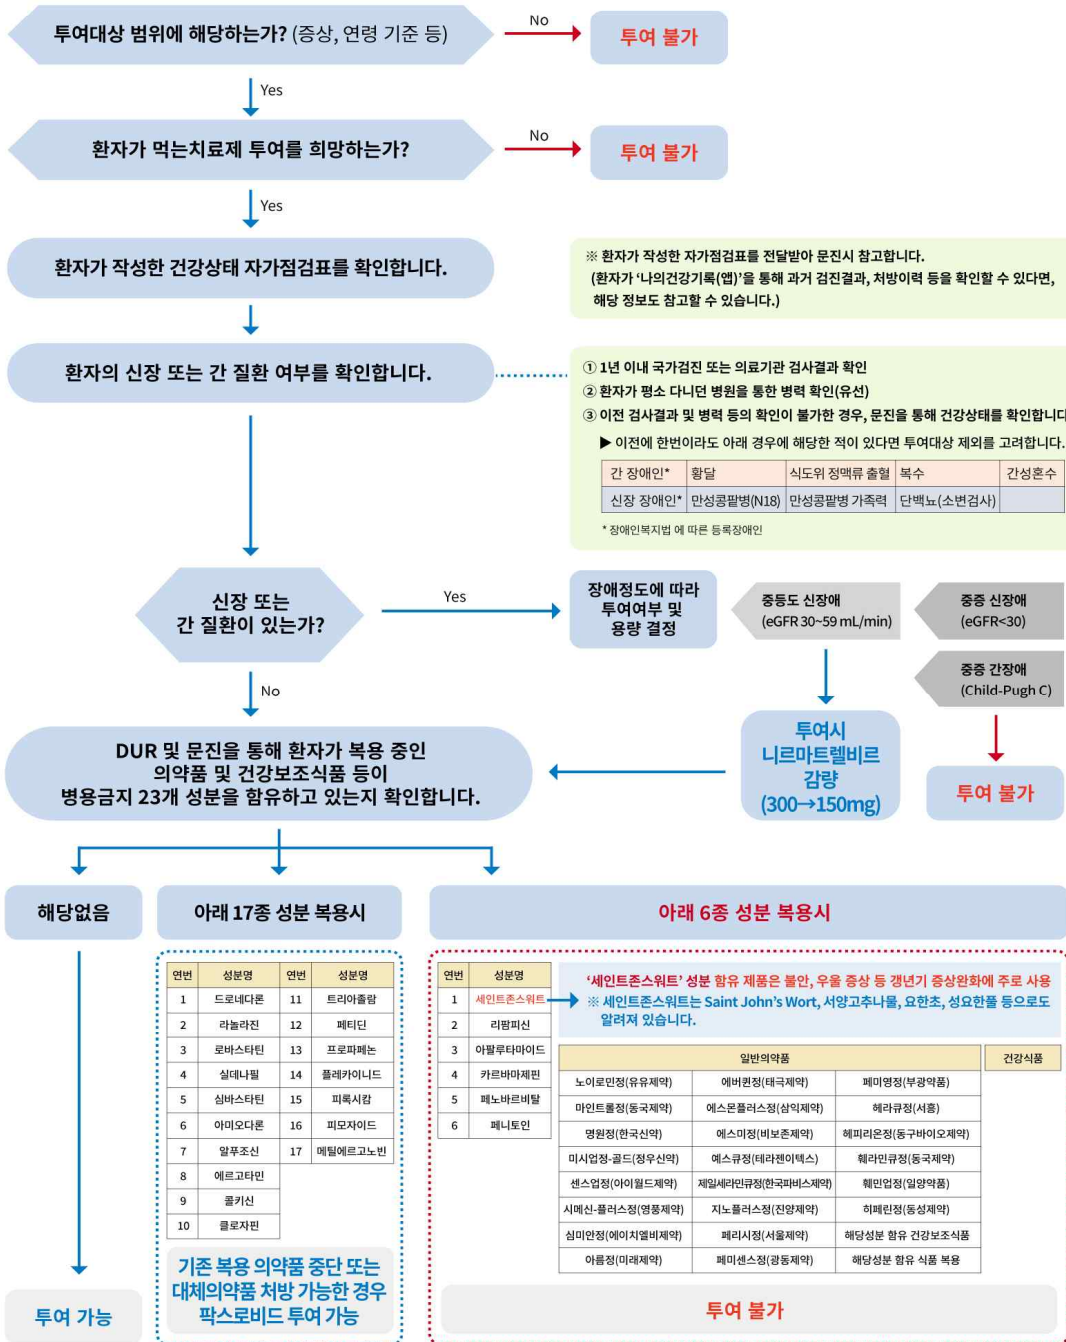 투여대상 범위에 해당하는가? (증상, 연령 기준 등)
No
투여 불가
Yes
환자가 먹는치료제 투여를 희망하는가?
No
투여 불가
Yes
환자가 작성한 건강상태 자가점검표를 확인합니다.
※ 환자가 작성한 자가점검표를 전달받아 문진시 참고합니다.
(환자가 '나의건강기록(앱)'을 통해 과거 검진결과, 처방이력 등을 확인할 수 있다면,
해당 정보도 참고할 수 있습니다.)
환자의 신장 또는 간 질환 여부를 확인합니다.
① 1년 이내 국가검진 또는 의료기관 검사결과 확인
② 환자가 평소 다니던 병원을 통한 병력 확인(유선)
③ 이전 검사결과 및 병력 등의 확인이 불가한 경우, 문진을 통해 건강상태를 확인합니다
▶ 이전에 한번이라도 아래 경우에 해당한 적이 있다면 투여대상 제외를 고려합니다.
간 장애인* 황달 식도위 정맥류 출혈 복수 간성혼수
신장 장애인* 만성콩팥병(N18) 만성콩팥병 가족력 단백뇨(소변검사)
* 장애인복지법 에 따른 등록장애인
신장 또는
간 질환이 있는가?
Yes
장애정도에 따라
투여여부 및
용량 결정
중등도 신장애
(eGFR 30~59 mL/min)
중증 신장애
(eGFR<30)
중증 간장애
(Child-Pugh C)
No
투여시
니르마트렐비르
감량
(300→150mg)
투여 불가
DUR 및 문진을 통해 환자가 복용 중인
의약품 및 건강보조식품 등이
병용금지 23개 성분을 함유하고 있는지 확인합니다.
해당없음
투여 가능
아래 17종 성분 복용시
연번 성분명 연번 성분명
1 드로네다론 11 트리아졸람
2 라놀라진 12 페티딘
3 로바스타틴 13 프로파페논
4 실데나필 14 플레카이니드
5 심바스타틴 15 피록시캄
6 아미오다론 16 피모자이드
7 알푸조신 17 메틸에르고노빈
8 에르고타민
9 콜키신
10 클로자핀
기존 복용 의약품 중단 또는
대체의약품 처방 가능한 경우
팍스로비드 투여 가능
아래 6종 성분 복용시
연번 성분명
1 세인트존스워트
2 리팜피신
3 아팔루타마이드
4 카르바마제핀
5 페노바르비탈
6 페니토인
'세인트존스워트' 성분 함유 제품은 불안, 우울 증상 등 갱년기 증상완화에 주로 사용
※ 세인트존스워트는 Saint John's Wort, 서양고추나물, 요한초, 성요한풀 등으로도
알려져 있습니다.
일반의약품 건강식품
노이로민정(유유제약) 에버퀸정(태극제약) 페미영정(부광약품)
마인트롤정(동국제약) 에스몬플러스정(삼익제약) 헤라큐정(서흥)
명원정(한국신약) 에스미정(비보존제약) 헤피리온정(동구바이오제약)
미시업정-골드(정우신약) 예스큐정(테라젠이텍스) 훼라민큐정(동국제약)
센스업정(아이월드제약) 제일세라민큐정(한국파비스제약) 훼민업정(일양약품)
시메신-플러스정(영풍제약) 지노플러스정(진양제약) 히페린정(동성제약)
심미안정(에이치엘비제약) 페리시정(서울제약) 해당성분 함유 건강보조식품
아름정(미래제약) 페미센스정(광동제약) 해당성분 함유 식품 복용
투여 불가